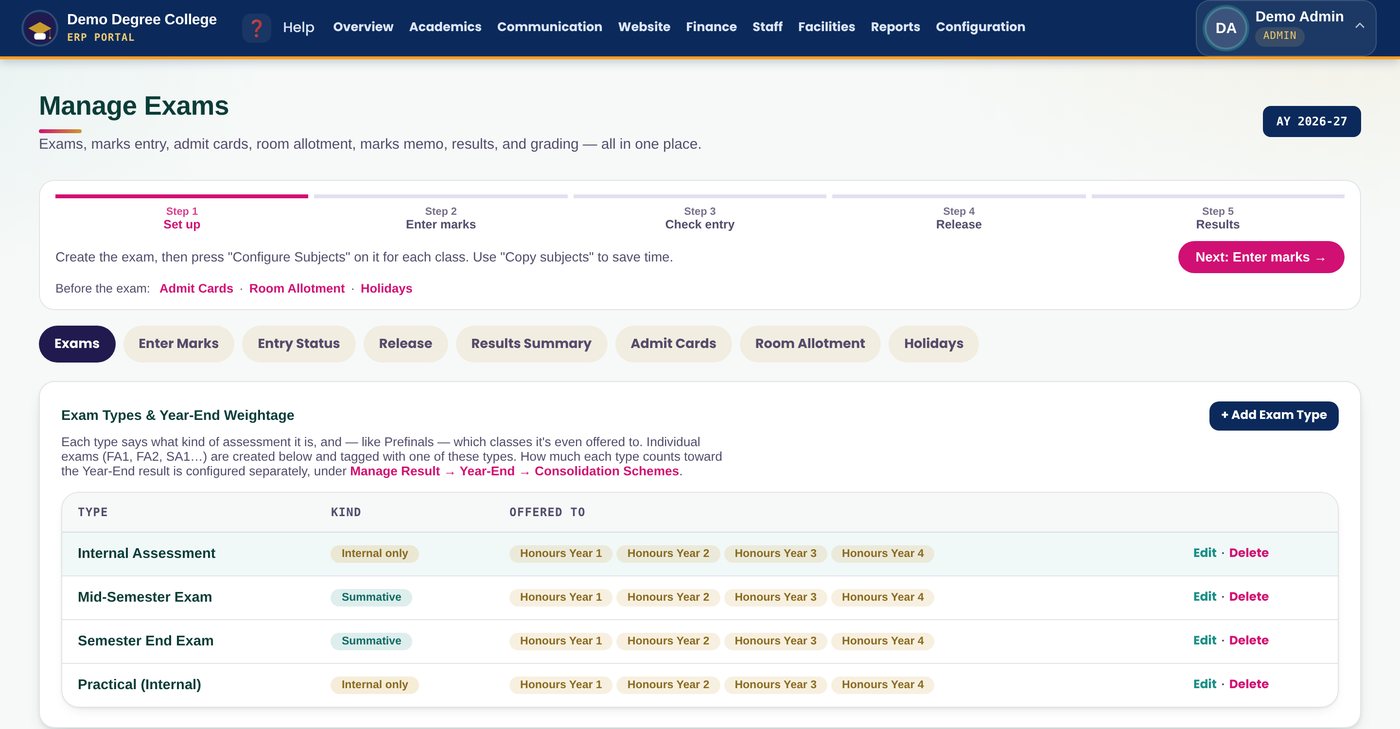 Demo Degree College
ERP PORTAL
❓ Help Overview Academics Communication Website Finance Staff Facilities Reports Configuration
DA Demo Admin
ADMIN
Manage Exams
AY 2026-27
Exams, marks entry, admit cards, room allotment, marks memo, results, and grading — all in one place.
Step 1 Step 2 Step 3 Step 4 Step 5
Set up Enter marks Check entry Release Results
Create the exam, then press "Configure Subjects" on it for each class. Use "Copy subjects" to save time.
Next: Enter marks →
Before the exam: Admit Cards · Room Allotment · Holidays
Exams Enter Marks Entry Status Release Results Summary Admit Cards Room Allotment Holidays
Exam Types & Year-End Weightage
+ Add Exam Type
Each type says what kind of assessment it is, and — like Prefinals — which classes it's even offered to. Individual
exams (FA1, FA2, SA1…) are created below and tagged with one of these types. How much each type counts toward
the Year-End result is configured separately, under Manage Result → Year-End → Consolidation Schemes.
TYPE KIND OFFERED TO
Internal Assessment Internal only Honours Year 1 Honours Year 2 Honours Year 3 Honours Year 4 Edit · Delete
Mid-Semester Exam Summative Honours Year 1 Honours Year 2 Honours Year 3 Honours Year 4 Edit · Delete
Semester End Exam Summative Honours Year 1 Honours Year 2 Honours Year 3 Honours Year 4 Edit · Delete
Practical (Internal) Internal only Honours Year 1 Honours Year 2 Honours Year 3 Honours Year 4 Edit · Delete